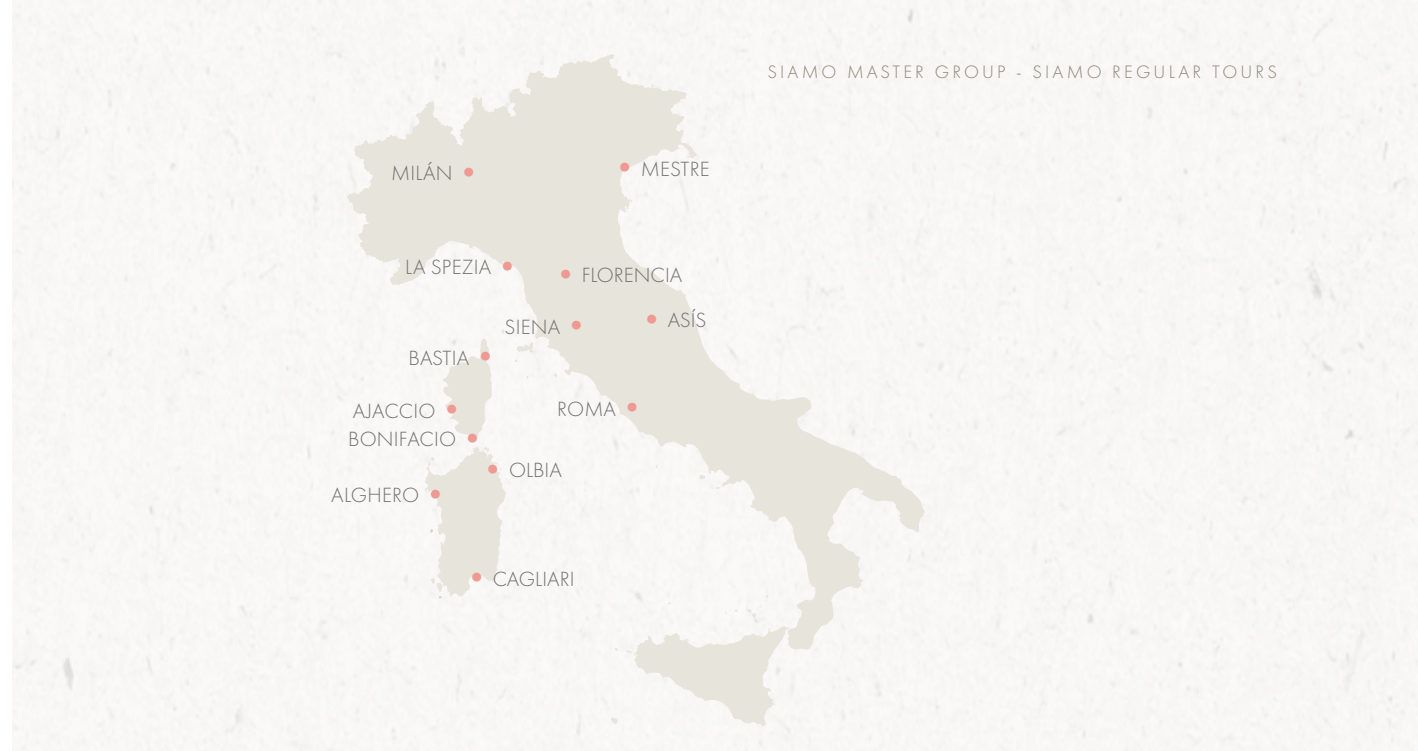 SIAMO MASTER GROUP - SIAMO REGULAR TOURS
MILÁN
MESTRE
LA SPEZIA
FLORENCIA
SIENA
ASÍS
BASTIA
AJACCIO
ROMA
BONIFACIO
OLBIA
ALGHERO
CAGLIARI